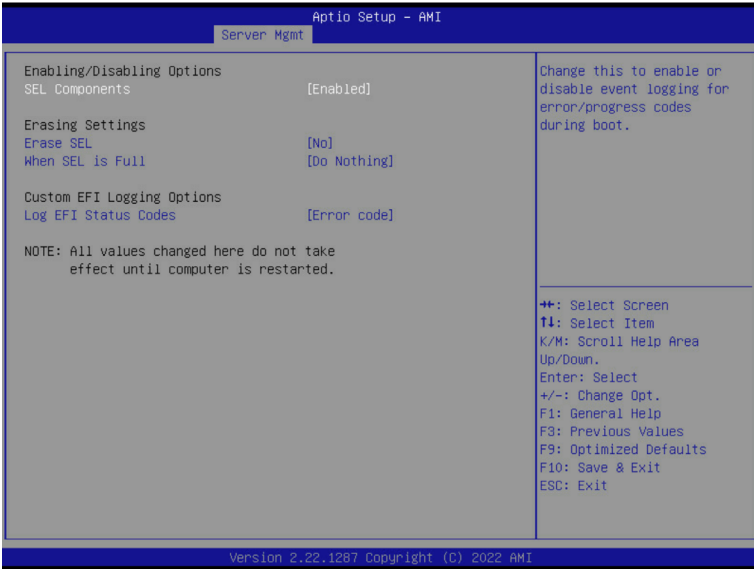 Aptio Setup – AMI
Server Mgmt
Enabling/Disabling Options
SEL Components [Enabled]
Erasing Settings
Erase SEL [No]
When SEL is Full [Do Nothing]
Custom EFI Logging Options
Log EFI Status Codes [Error code]
NOTE: All values changed here do not take
effect until computer is restarted.
Change this to enable or
disable event logging for
error/progress codes
during boot.
→←: Select Screen
↑↓: Select Item
K/M: Scroll Help Area
Up/Down.
Enter: Select
+/-: Change Opt.
F1: General Help
F3: Previous Values
F9: Optimized Defaults
F10: Save & Exit
ESC: Exit
Version 2.22.1287 Copyright (C) 2022 AMI